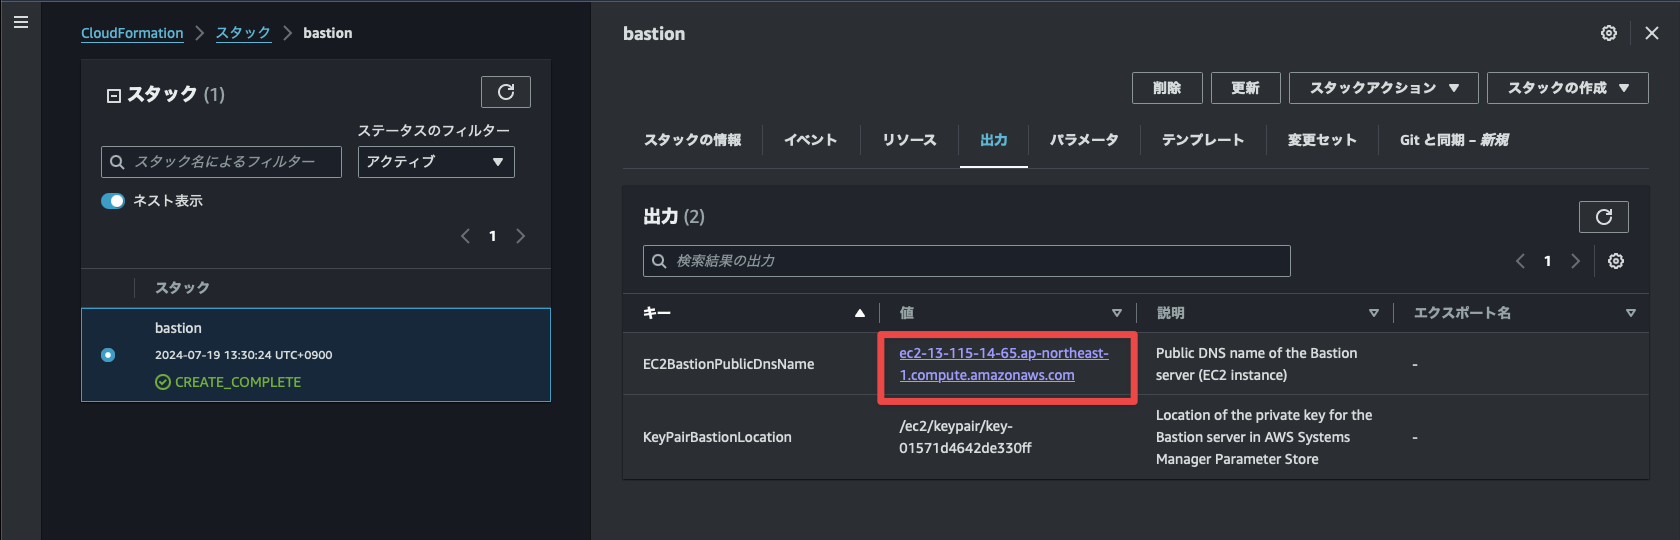 CloudFormation > スタック > bastion
スタック (1)
ステータスのフィルター
スタック名によるフィルター
アクティブ
ネスト表示
1
スタック
bastion
2024-07-19 13:30:24 UTC+0900
CREATE_COMPLETE
bastion
削除 更新 スタックアクション スタックの作成
スタックの情報 イベント リソース 出力 パラメータ テンプレート 変更セット Git と同期 – 新規
出力 (2)
検索結果の出力
1
キー 値 説明 エクスポート名
EC2BastionPublicDnsName
ec2-13-115-14-65.ap-northeast-
1.compute.amazonaws.com
Public DNS name of the Bastion
server (EC2 instance)
-
KeyPairBastionLocation
/ec2/keypair/key-
01571d4642de330ff
Location of the private key for the
Bastion server in AWS Systems
Manager Parameter Store
-